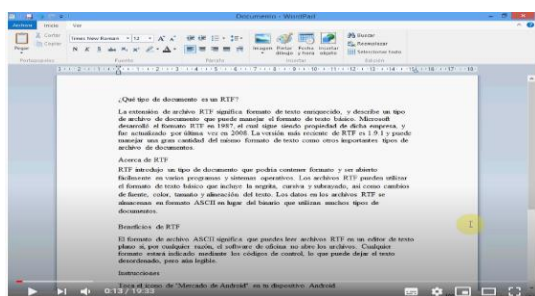 Documento - WordPad
Archivo Inicio Ver
Pegar
Cortar
Copiar
Times New Roman 12
N K S abc
Imagen Pintar dibujo Fecha y hora Insertar objeto
Buscar
Reemplazar
Seleccionar todo
Portapapeles Fuente Párrafo Insertar Edición
¿Qué tipo de documento es un RTF?
La extensión de archivo RTF significa formato de texto enriquecido, y describe un tipo
de archivo de documento que puede manejar el formato de texto básico. Microsoft
desarrolló el formato RTF en 1987, el cual sigue siendo propiedad de dicha empresa, y
fue actualizado por última vez en 2008. La versión más reciente de RTF es 1.9.1 y puede
manejar una gran cantidad del mismo formato de texto como otros importantes tipos de
archivo de documentos.
Acerca de RTF
RTF introdujo un tipo de documento que podría contener formato y ser abierto
fácilmente en varios programas y sistemas operativos. Los archivos RTF pueden utilizar
el formato de texto básico que incluye la negrita, cursiva y subrayado, así como cambios
de fuente, color, tamaño y alineación del texto. Los datos en los archivos RTF se
almacenan en formato ASCII en lugar del binario que utilizan muchos tipos de
documentos.
Beneficios de RTF
El formato de archivo ASCII significa que puedes leer archivos RTF en un editor de texto
plano si, por cualquier razón, el software de oficina no abre los archivos. Cualquier
formato estará indicado mediante los códigos de control, lo que puede dejar el texto
desordenado, pero aún legible.
Instrucciones
Toca el ícono de "Mercado de Android" en tu dispositivo Android
0:13 / 19:33